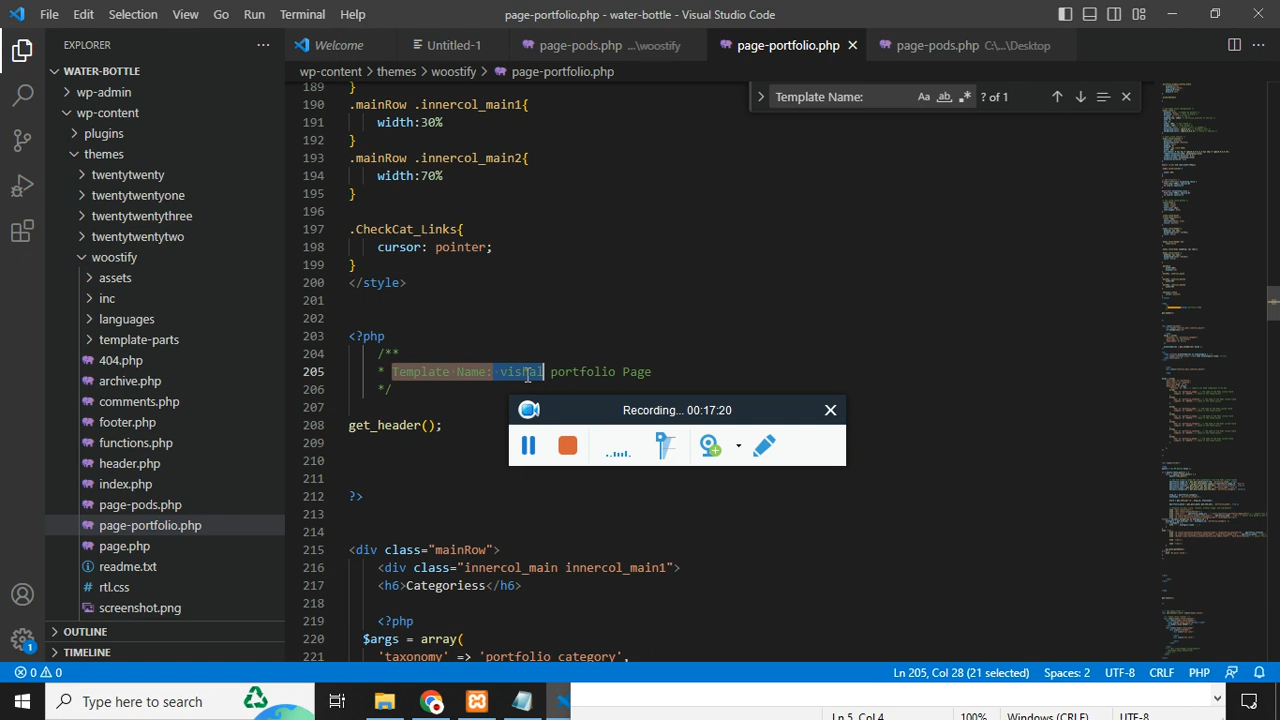 File Edit Selection View Go Run Terminal Help
page-portfolio.php - water-bottle - Visual Studio Code
EXPLORER
WATER-BOTTLE
wp-admin
wp-content
plugins
themes
twentytwenty
twentytwentyone
twentytwentythree
twentytwentytwo
woostify
assets
inc
languages
template-parts
404.php
archive.php
comments.php
footer.php
functions.php
header.php
index.php
page-pods.php
page-portfolio.php
page.php
readme.txt
rtl.css
screenshot.png
OUTLINE
TIMELINE
Welcome
Untitled-1
page-pods.php ...\woostify
page-portfolio.php
page-pods.php C:\...\Desktop
wp-content > themes > woostify > page-portfolio.php
Template Name:
Aa ab
? of 1
189 }
190 .mainRow .innercol_main1{
191 width:30%
192 }
193 .mainRow .innercol_main2{
194 width:70%
195 }
196
197 .CheckCat_Links{
198 cursor: pointer;
199 }
200 </style>
201
202
203 <?php
204 /**
205 * Template Name: visual portfolio Page
206 */
207
208 get_header();
209
210
211
212 ?>
213
214
215 <div class="mainRow">
216 <div class="innercol_main innercol_main1">
217 <h6>Categoriess</h6>
218
219 <?php
220 $args = array(
221 'taxonomy' => 'portfolio_category',
Recording... 00:17:20
0 0
Ln 205, Col 28 (21 selected)
Spaces: 2
UTF-8
CRLF
PHP
1
Type here to search
Ln 5, Col 4
100%
Windows (CRLF)
UTF-8